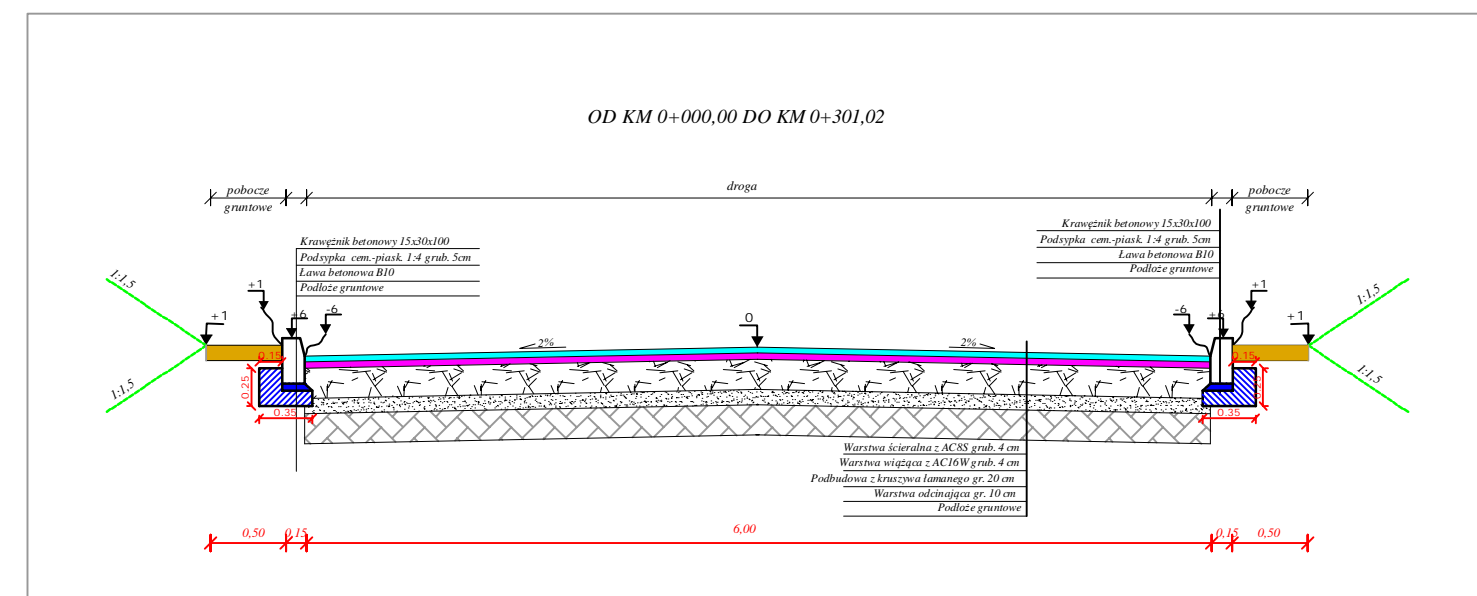 OD KM 0+000,00 DO KM 0+301,02
pobocze
gruntowe
droga
pobocze
gruntowe
Krawężnik betonowy 15x30x100
Podsypka cem.-piask. 1:4 grub. 5cm
Ława betonowa B10
Podłoże gruntowe
Krawężnik betonowy 15x30x100
Podsypka cem.-piask. 1:4 grub. 5cm
Ława betonowa B10
Podłoże gruntowe
1:1,5
+1
+1
+6
-6
0
2%
2%
-6
+6
+1
+1
1:1,5
0.15
0.25
0.35
1:1,5
0.15
0.25
0.35
1:1,5
Warstwa ścieralna z AC8S grub. 4 cm
Warstwa wiążąca z AC16W grub. 4 cm
Podbudowa z kruszywa łamanego gr. 20 cm
Warstwa odcinająca gr. 10 cm
Podłoże gruntowe
0,50
0,15
6,00
0,15
0,50